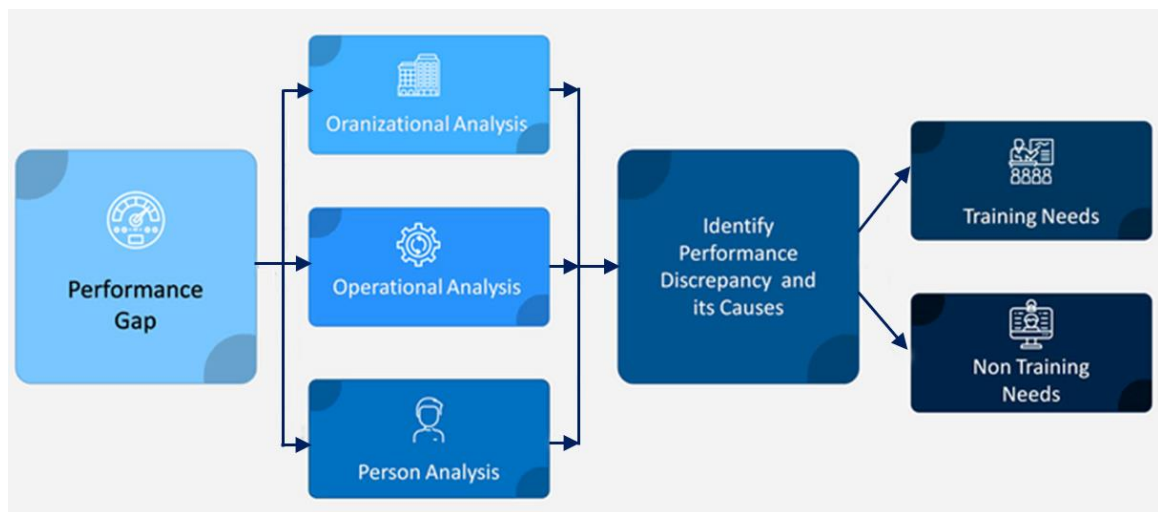 Performance
Gap
Oranizational Analysis
Operational Analysis
Person Analysis
Identify
Performance
Discrepancy and
its Causes
Training Needs
Non Training
Needs